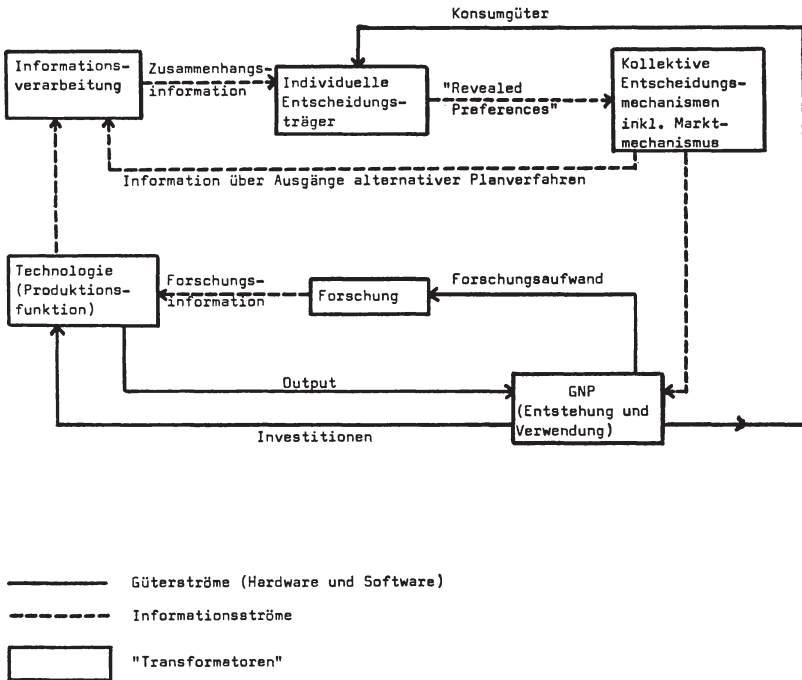 Konsumgüter
Informations-
verarbeitung
Zusammenhangs-
information
Individuelle
Entscheidungs-
träger
"Revealed
Preferences"
Kollektive
Entscheidungs-
mechanismen
inkl. Markt-
mechanismus
Information über Ausgänge alternativer Planverfahren
Technologie
(Produktions-
funktion)
Forschungs-
information
Forschung
Forschungsaufwand
Output
GNP
(Entstehung und
Verwendung)
Investitionen
Güterströme (Hardware und Software)
Informationsströme
"Transformatoren"